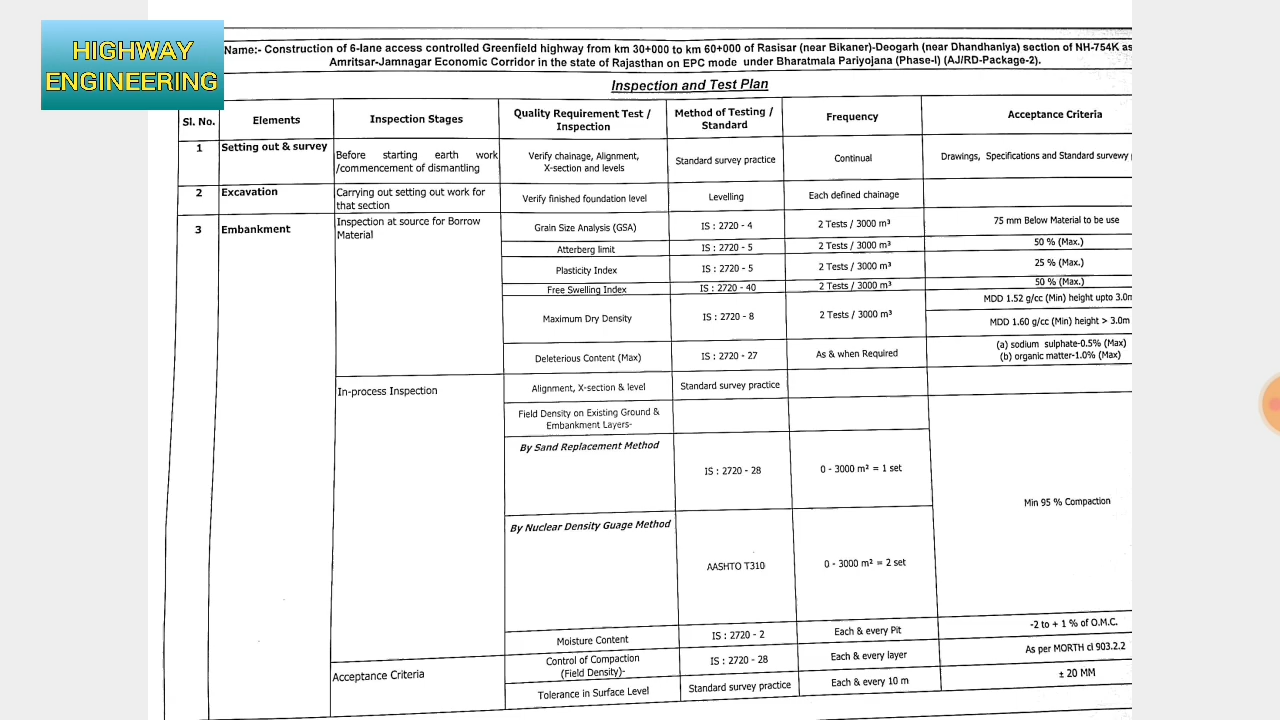 HIGHWAY
ENGINEERING
Name:- Construction of 6-lane access controlled Greenfield highway from km 30+000 to km 60+000 of Rasisar (near Bikaner)-Deogarh (near Dhandhaniya) section of NH-754K as
Amritsar-Jamnagar Economic Corridor in the state of Rajasthan on EPC mode under Bharatmala Pariyojana (Phase-I) (AJ/RD-Package-2).
Inspection and Test Plan
Sl. No. Elements Inspection Stages Quality Requirement Test / Inspection Method of Testing / Standard Frequency Acceptance Criteria
1 Setting out & survey Before starting earth work /commencement of dismantling Verify chainage, Alignment, X-section and levels Standard survey practice Continual Drawings, Specifications and Standard survewy
2 Excavation Carrying out setting out work for that section Verify finished foundation level Levelling Each defined chainage
3 Embankment Inspection at source for Borrow Material Grain Size Analysis (GSA) IS : 2720 - 4 2 Tests / 3000 m³ 75 mm Below Material to be use
Atterberg limit IS : 2720 - 5 2 Tests / 3000 m³ 50 % (Max.)
Plasticity Index IS : 2720 - 5 2 Tests / 3000 m³ 25 % (Max.)
Free Swelling Index IS : 2720 - 40 2 Tests / 3000 m³ 50 % (Max.)
Maximum Dry Density IS : 2720 - 8 2 Tests / 3000 m³ MDD 1.52 g/cc (Min) height upto 3.0m
MDD 1.60 g/cc (Min) height > 3.0m
Deleterious Content (Max) IS : 2720 - 27 As & when Required (a) sodium sulphate-0.5% (Max)
(b) organic matter-1.0% (Max)
In-process Inspection Alignment, X-section & level Standard survey practice
Field Density on Existing Ground & Embankment Layers-
By Sand Replacement Method IS : 2720 - 28 0 - 3000 m² = 1 set
Min 95 % Compaction
By Nuclear Density Guage Method AASHTO T310 0 - 3000 m² = 2 set
Moisture Content IS : 2720 - 2 Each & every Pit -2 to + 1 % of O.M.C.
Acceptance Criteria Control of Compaction (Field Density)- IS : 2720 - 28 Each & every layer As per MORTH cl 903.2.2
Tolerance in Surface Level Standard survey practice Each & every 10 m ± 20 MM